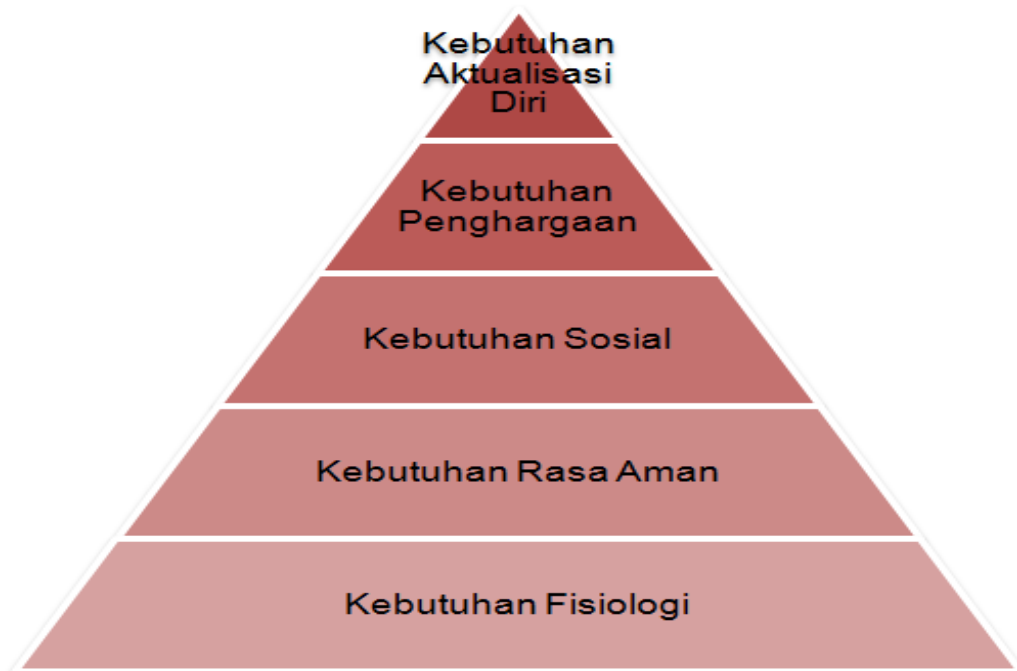 Kebutuhan
Aktualisasi
Diri
Kebutuhan
Penghargaan
Kebutuhan Sosial
Kebutuhan Rasa Aman
Kebutuhan Fisiologi